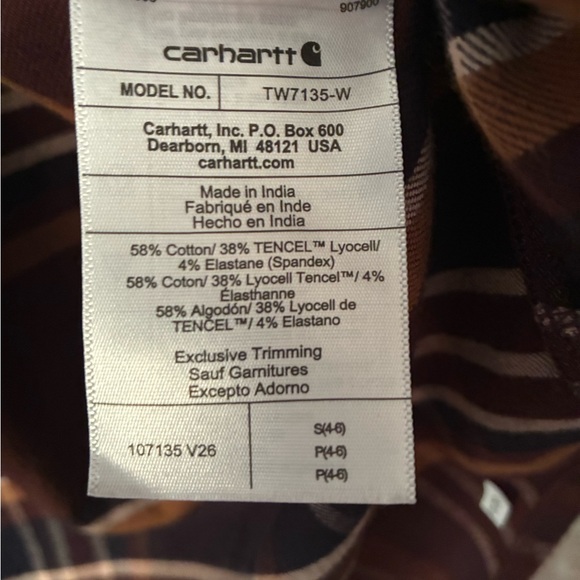 907900
carhartt
MODEL NO. TW7135-W
Carhartt, Inc. P.O. Box 600
Dearborn, MI 48121 USA
carhartt.com
Made in India
Fabriqué en Inde
Hecho en India
58% Cotton/ 38% TENCEL™ Lyocell/
4% Elastane (Spandex)
58% Coton/ 38% Lyocell Tencel™/ 4%
Élasthanne
58% Algodón/ 38% Lyocell de
TENCEL™/ 4% Elastano
Exclusive Trimming
Sauf Garnitures
Excepto Adorno
107135 V26
S(4-6)
P(4-6)
P(4-6)